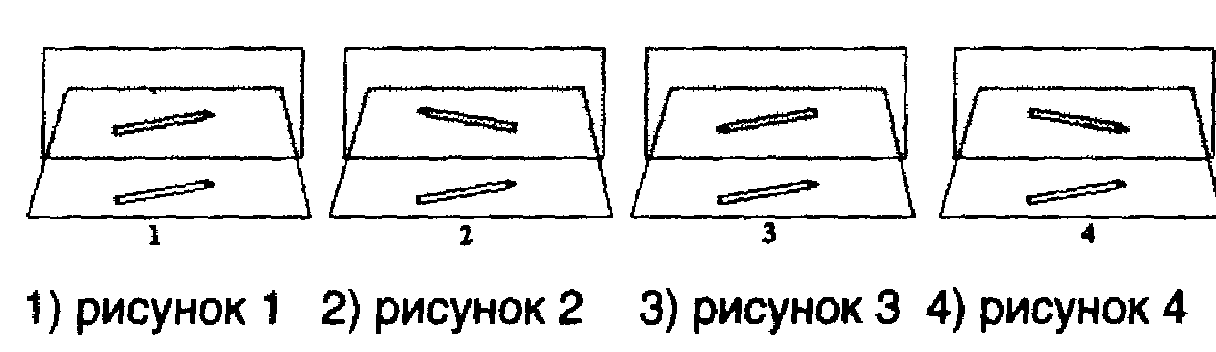 1 2 3 4
1) рисунок 1 2) рисунок 2 3) рисунок 3 4) рисунок 4